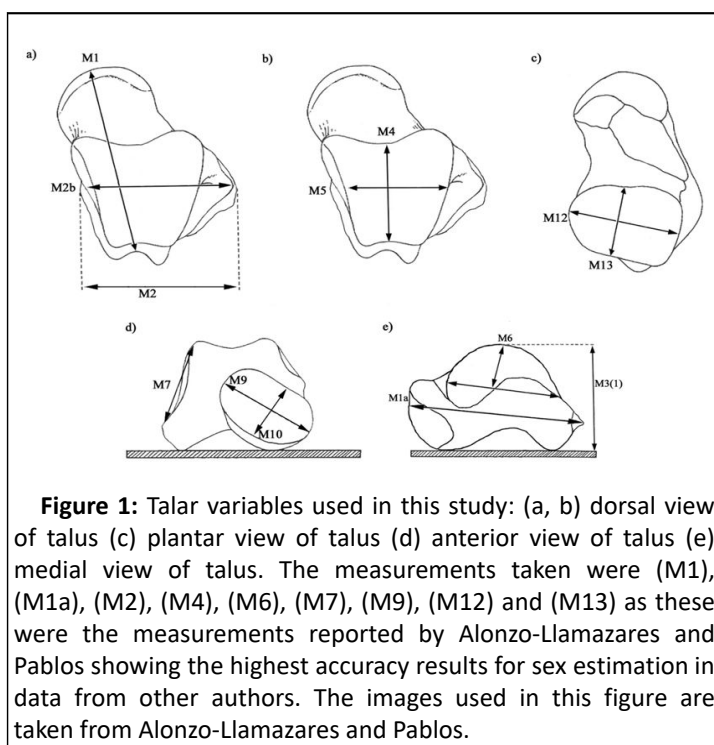 a)
M1
M2b
M2
b)
M4
M5
c)
M12
M13
d)
M7
M9
M10
e)
M6
M3(1)
M1a
Figure 1: Talar variables used in this study: (a, b) dorsal view
of talus (c) plantar view of talus (d) anterior view of talus (e)
medial view of talus. The measurements taken were (M1),
(M1a), (M2), (M4), (M6), (M7), (M9), (M12) and (M13) as these
were the measurements reported by Alonzo-Llamazares and
Pablos showing the highest accuracy results for sex estimation in
data from other authors. The images used in this figure are
taken from Alonzo-Llamazares and Pablos.